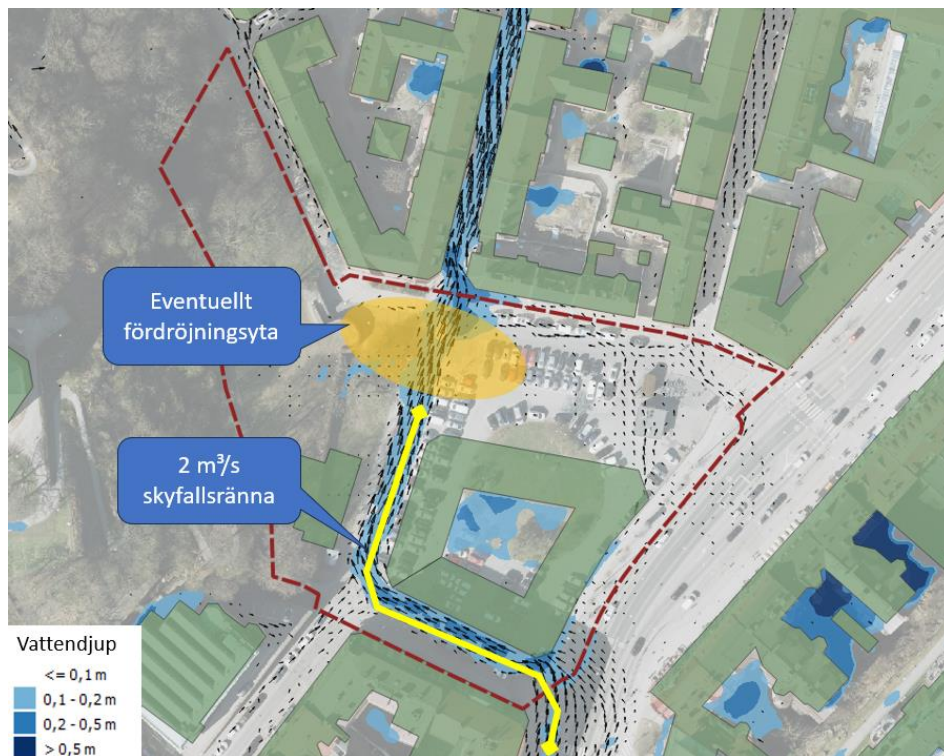 Eventuellt
fördröjningsyta
2 m³/s
skyfallsränna
Vattendjup
<= 0,1 m
0,1 - 0,2 m
0,2 - 0,5 m
> 0,5 m